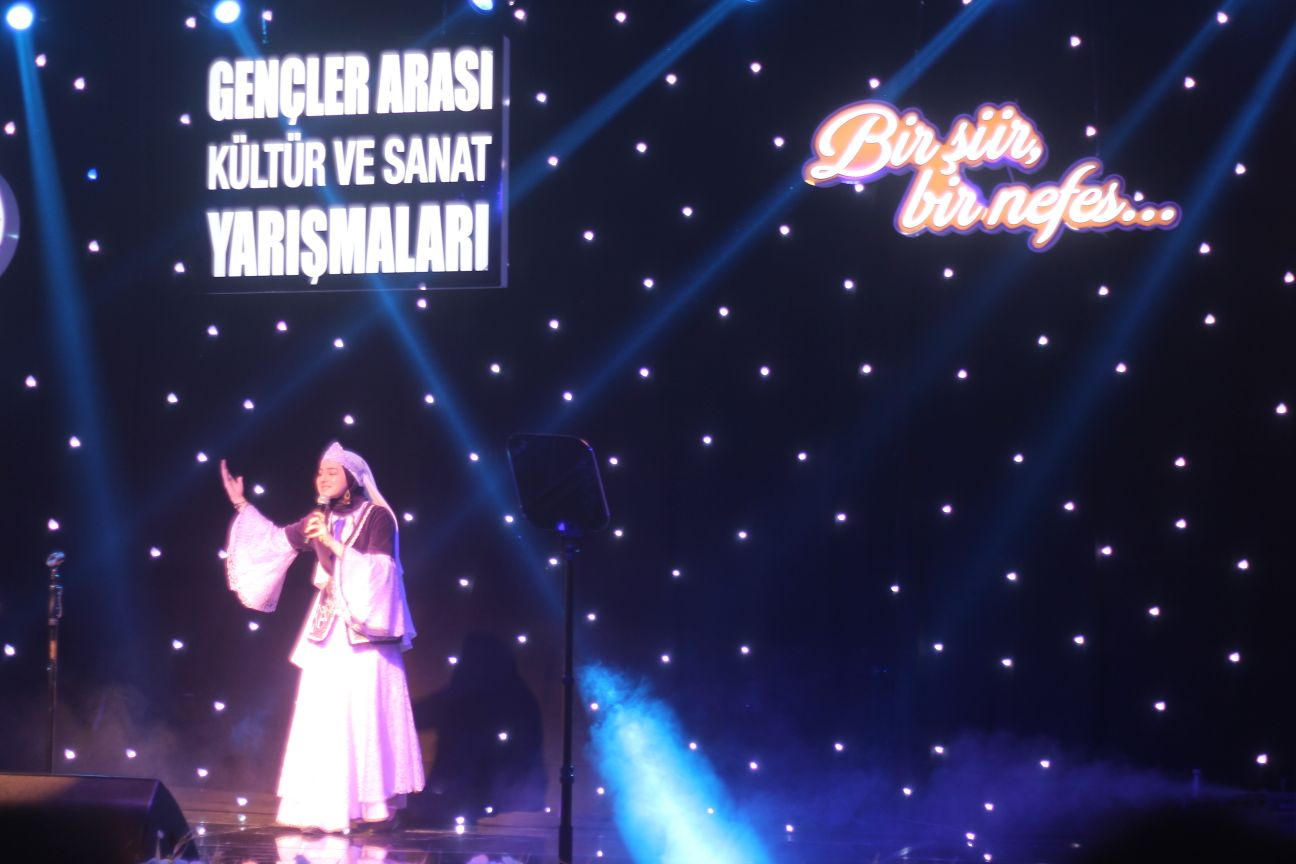 GENÇLER ARASI
KÜLTÜR VE SANAT
YARIŞMALARI
Bir şiir,
bir nefes...